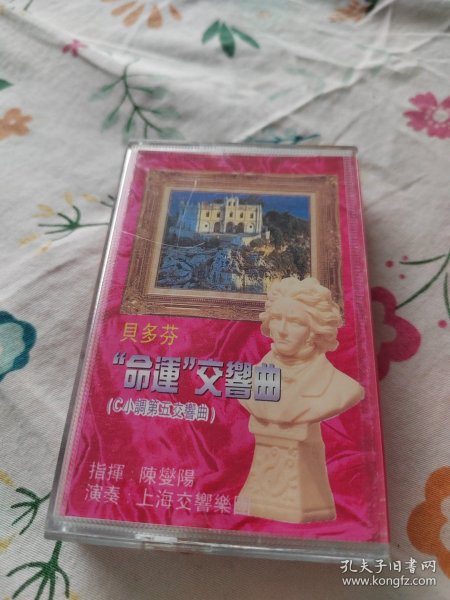 貝多芬
“命運”交響曲
(C小調第五交響曲)
指揮：陳燮陽
演奏：上海交響樂團
孔夫子旧书网
www.kongfz.com